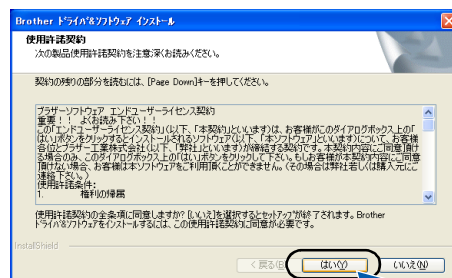 Brother ﾄﾞﾗｲﾊﾞ&ｿﾌﾄｳｪｱ ｲﾝｽﾄｰﾙ
使用許諾契約
次の製品使用許諾契約を注意深くお読みください。
契約の残りの部分を読むには、[Page Down]キーを押してください。
ブラザーソフトウェア エンドユーザーライセンス契約
重要！！ よくお読み下さい！！
この「エンドユーザーライセンス契約」(以下、「本契約」といいます)は、お客様がこのダイアログボックス上の「
はい」ボタンをクリックするとインストールされるソフトウェア(以下、「本ソフトウェア」といいます)について、お客様
各位とブラザー工業株式会社(以下、「弊社」といいます)が締結する契約です。本契約内容にご同意頂け
る場合のみ、このダイアログボックス上の「はい」ボタンをクリックして下さい。もしお客様が本契約内容にご同意
頂けない場合、お客様は本ソフトウェアをご利用頂くことができません。(その場合は弊社若しくは購入元にご
連絡下さい。)
使用許諾条件:
1. 権利の帰属
使用許諾契約の全条項に同意しますか? [いいえ]を選択するとセットアップが終了されます。Brother
ﾄﾞﾗｲﾊﾞ&ｿﾌﾄｳｪｱをインストールするには、この使用許諾契約に同意が必要です。
InstallShield
< 戻る(B) はい(Y) いいえ(N)